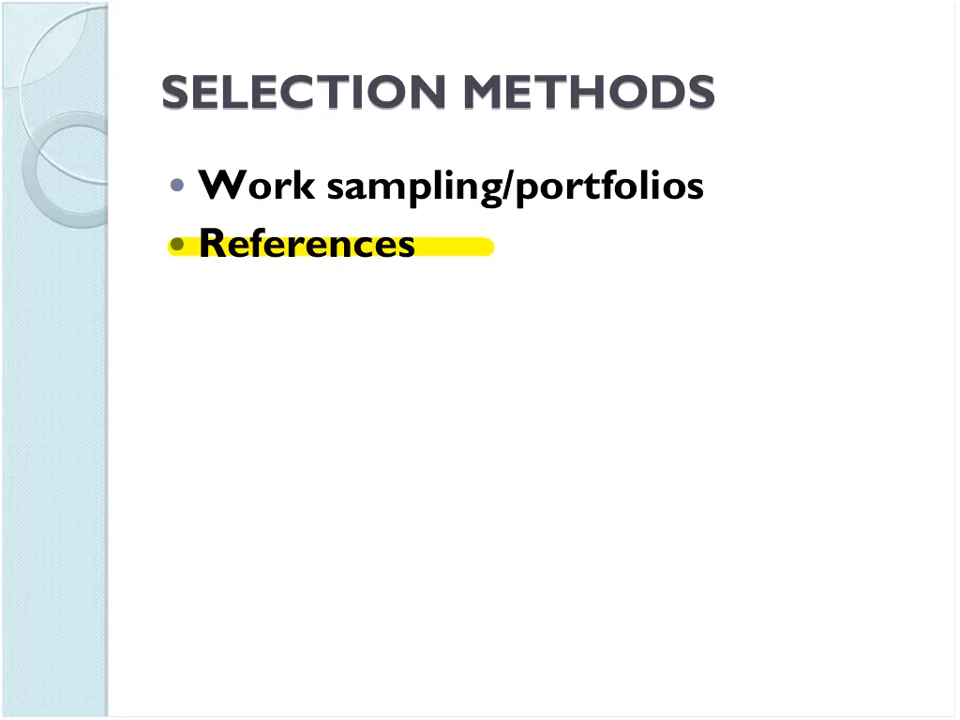 SELECTION METHODS
• Work sampling/portfolios
• References